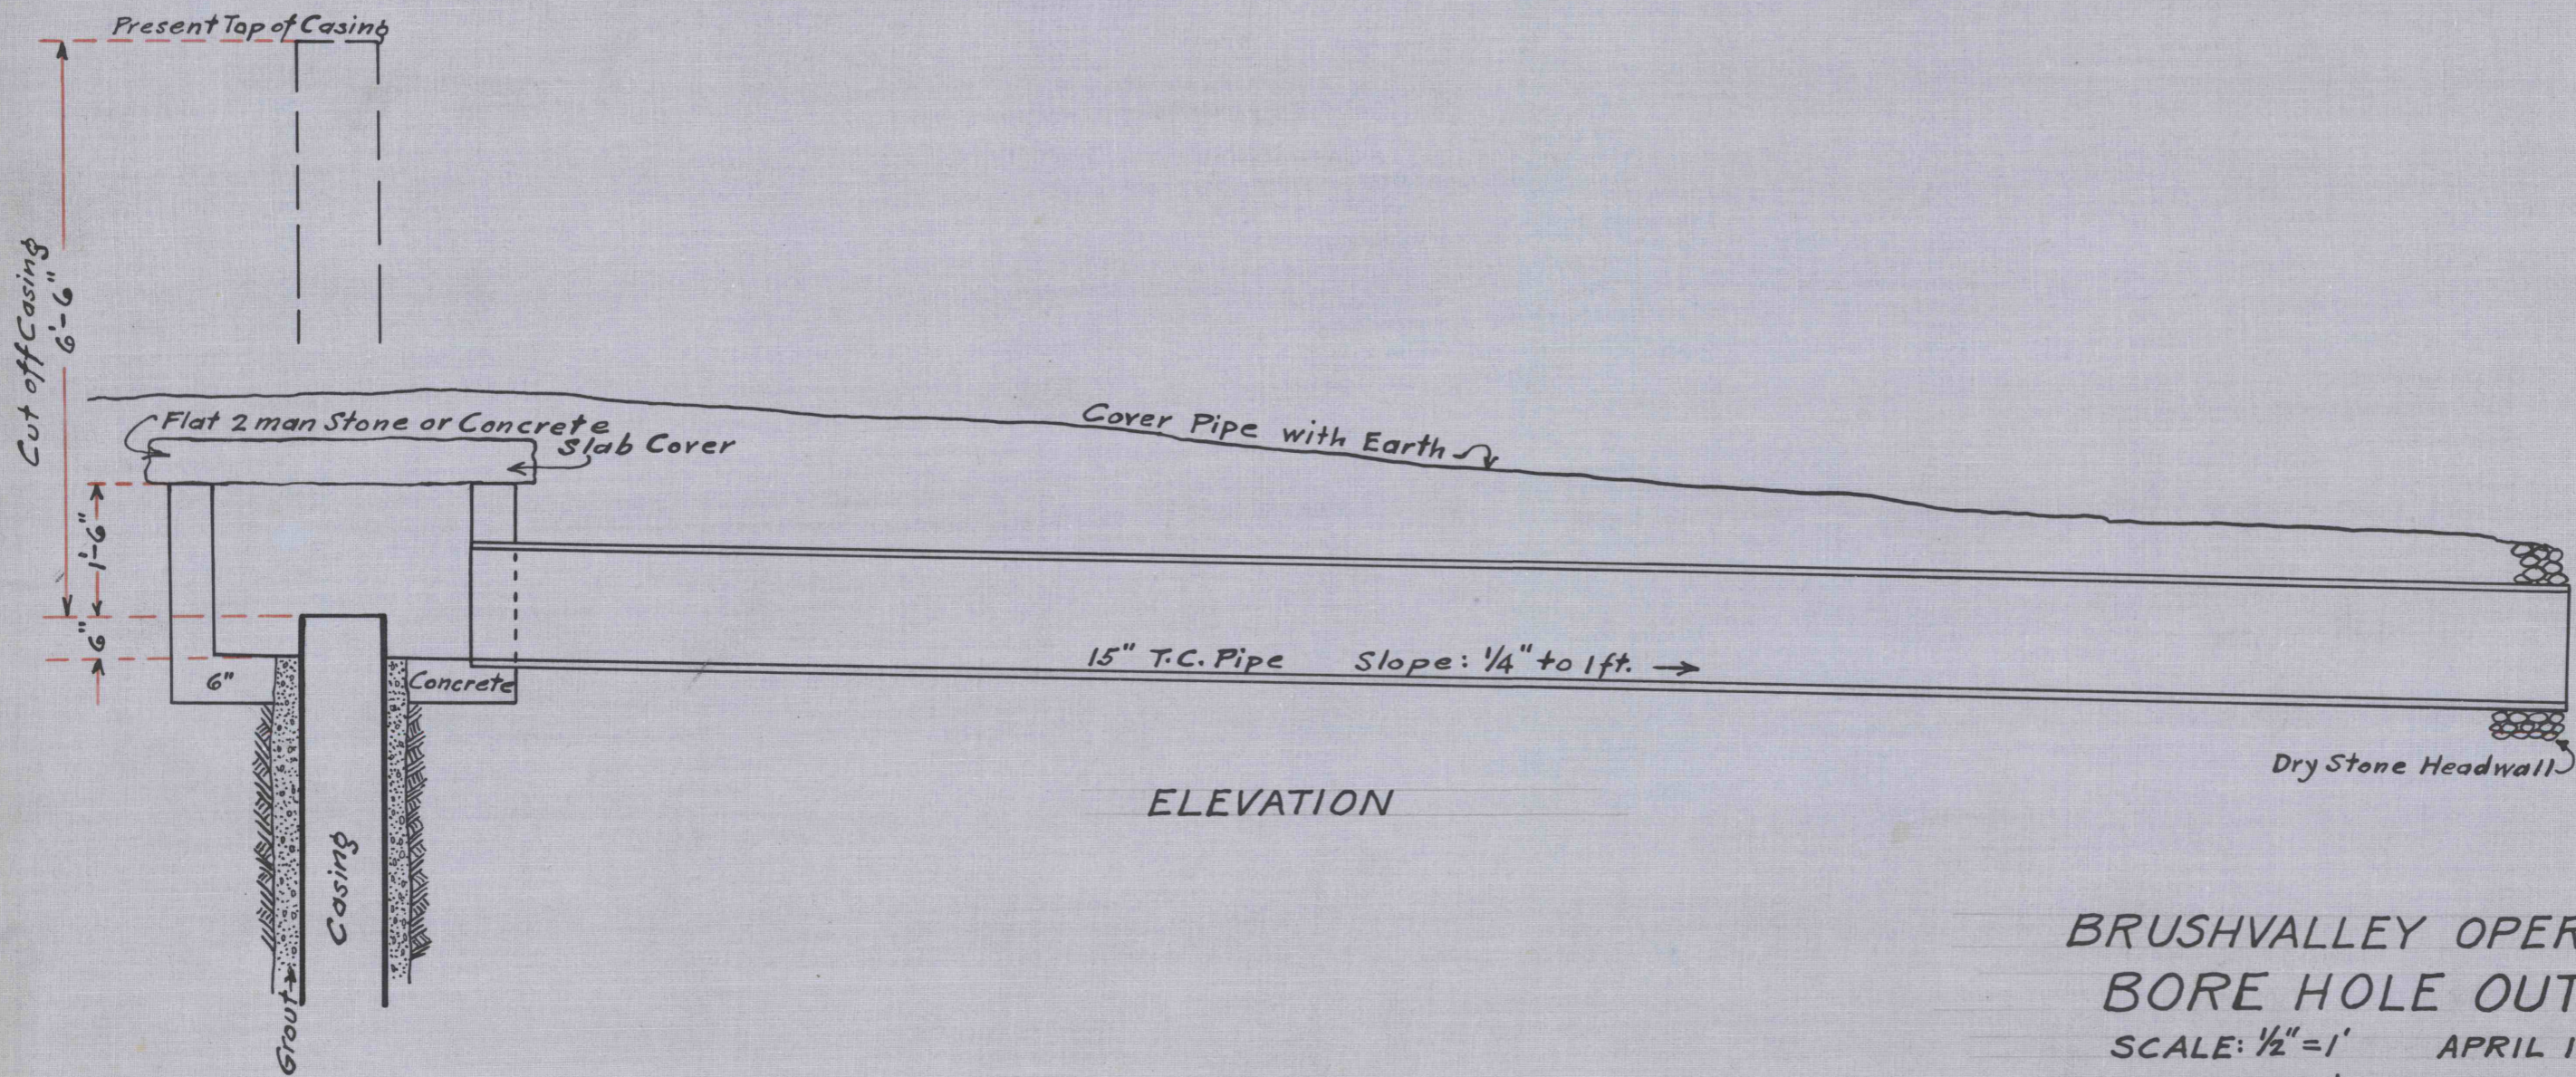 Present Top of Casing
Cut off Casing
6'-6"
Flat 2 man Stone or Concrete
Slab Cover
Cover Pipe with Earth
1'-6"
6"
6"
Concrete
15" T.C. Pipe Slope: 1/4" to 1ft.
Dry Stone Headwall
ELEVATION
Casing
Grout
BRUSHVALLEY OPER
BORE HOLE OUT
SCALE: 1/2"=1' APRIL 1